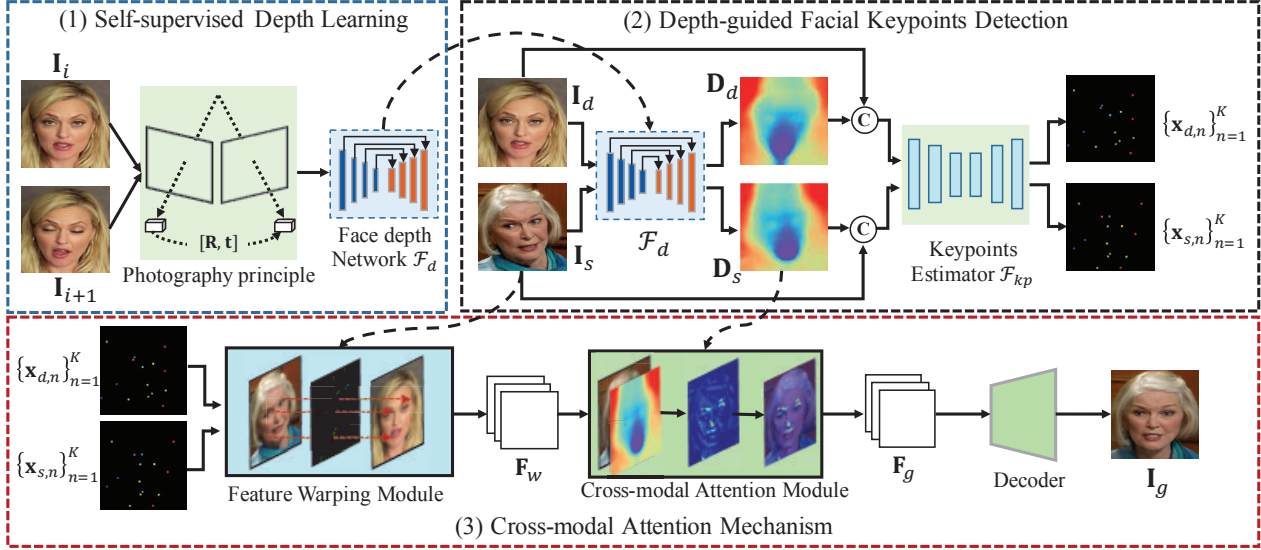 (1) Self-supervised Depth Learning
I_i
I_{i+1}
[R, t]
Photography principle
Face depth
Network F_d
(2) Depth-guided Facial Keypoints Detection
I_d
I_s
F_d
D_d
D_s
C
C
Keypoints
Estimator F_{kp}
{x_{d,n}}_{n=1}^K
{x_{s,n}}_{n=1}^K
{x_{d,n}}_{n=1}^K
{x_{s,n}}_{n=1}^K
Feature Warping Module
F_w
Cross-modal Attention Module
F_g
Decoder
I_g
(3) Cross-modal Attention Mechanism